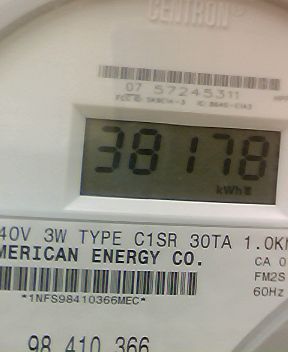 CENTRON®
07 57245311
38178
kWh
40V 3W TYPE C1SR 30TA 1.0K
MERICAN ENERGY CO.
CA 0
FM2S
60Hz
*1NFS98410366MEC*
98 410 366